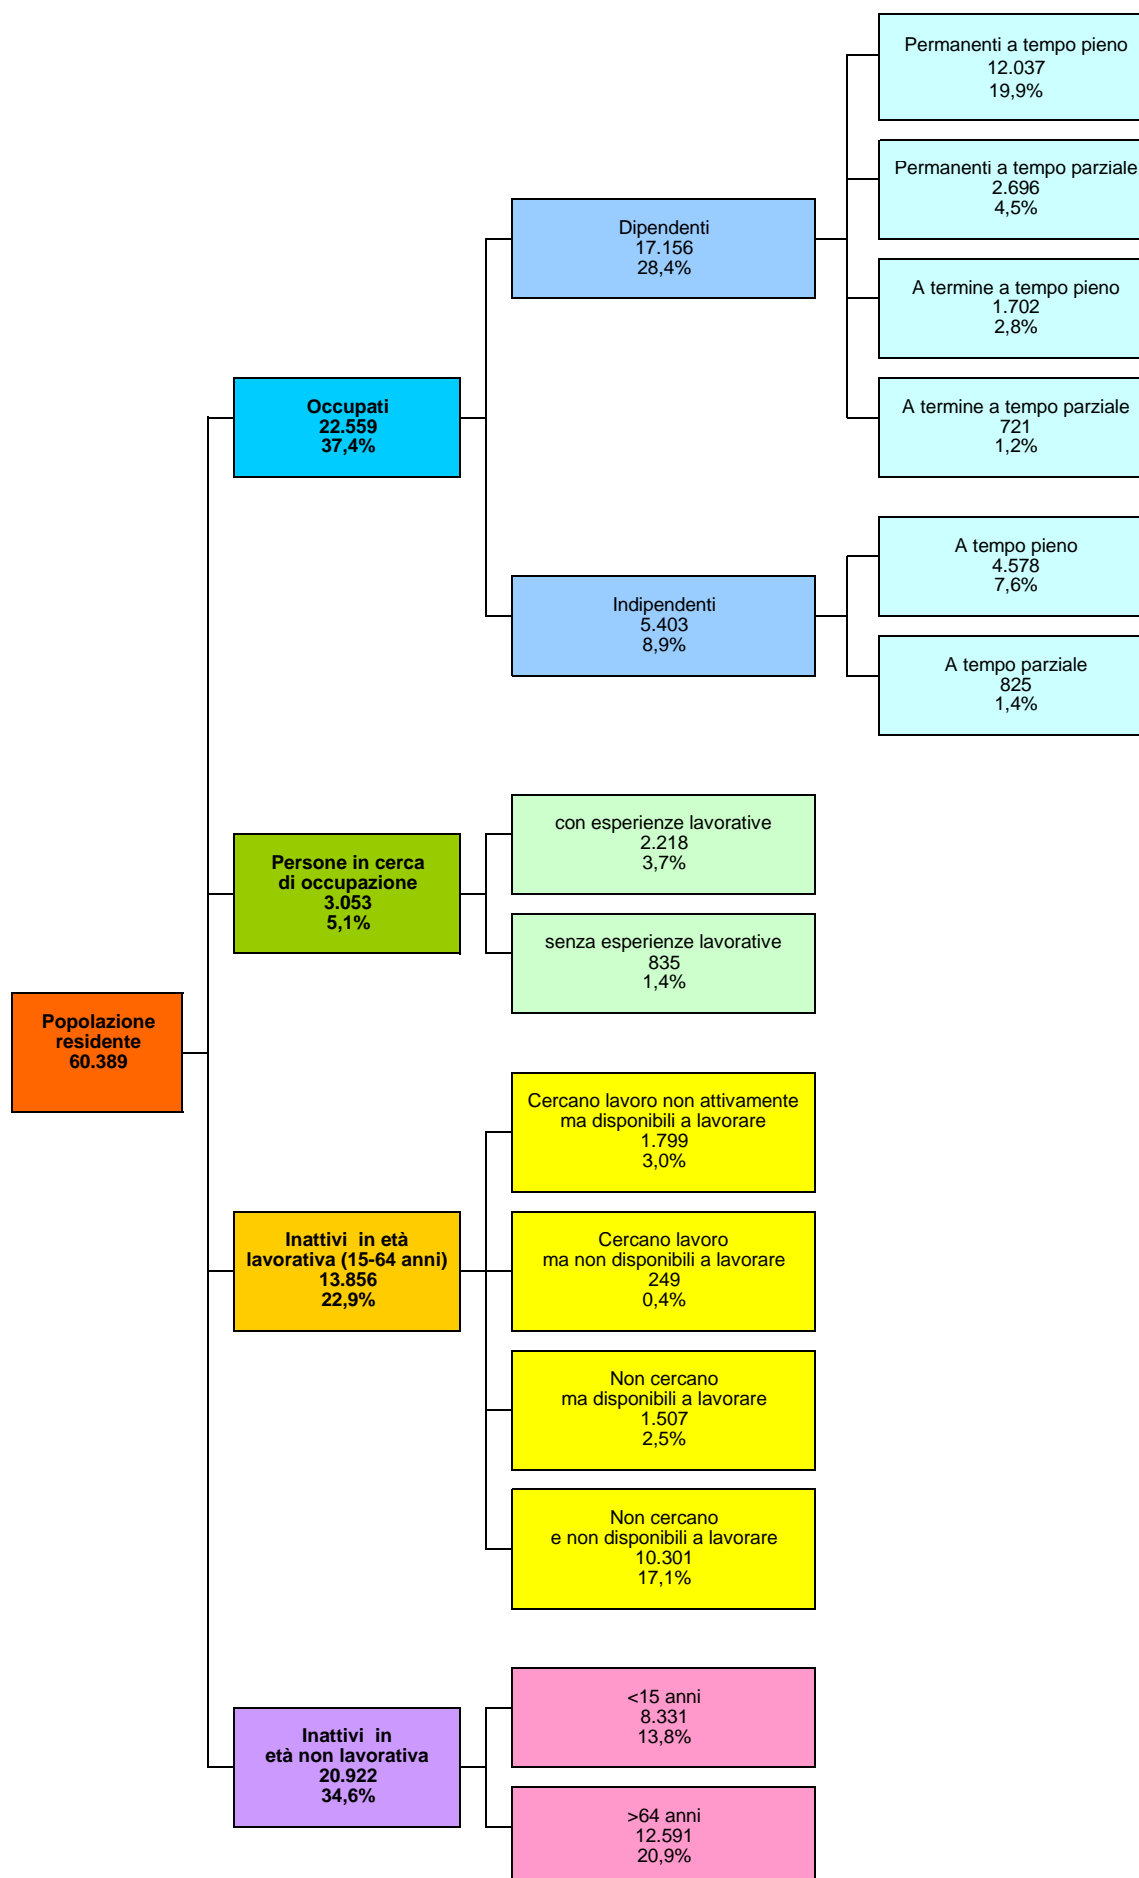 Popolazione
residente
60.389
Occupati
22.559
37,4%
Dipendenti
17.156
28,4%
Permanenti a tempo pieno
12.037
19,9%
Permanenti a tempo parziale
2.696
4,5%
A termine a tempo pieno
1.702
2,8%
A termine a tempo parziale
721
1,2%
Indipendenti
5.403
8,9%
A tempo pieno
4.578
7,6%
A tempo parziale
825
1,4%
Persone in cerca
di occupazione
3.053
5,1%
con esperienze lavorative
2.218
3,7%
senza esperienze lavorative
835
1,4%
Inattivi in età
lavorativa (15-64 anni)
13.856
22,9%
Cercano lavoro non attivamente
ma disponibili a lavorare
1.799
3,0%
Cercano lavoro
ma non disponibili a lavorare
249
0,4%
Non cercano
ma disponibili a lavorare
1.507
2,5%
Non cercano
e non disponibili a lavorare
10.301
17,1%
Inattivi in
età non lavorativa
20.922
34,6%
<15 anni
8.331
13,8%
>64 anni
12.591
20,9%